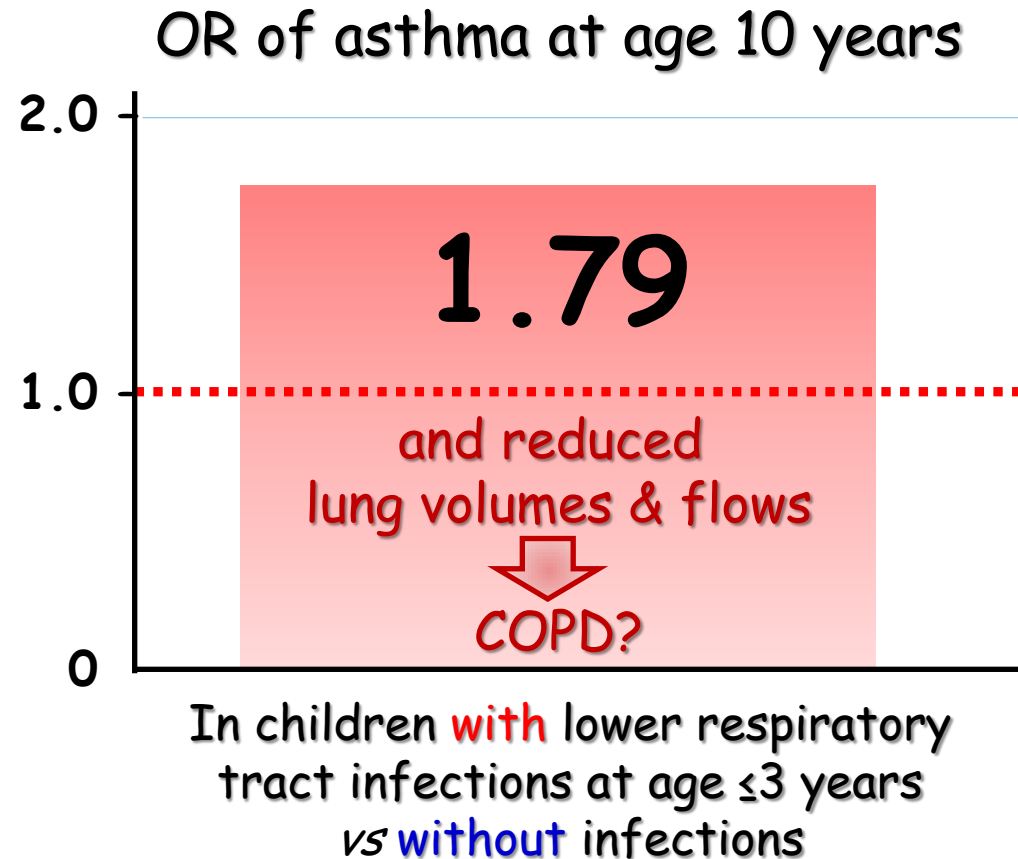 OR of asthma at age 10 years
2.0
1.79
1.0
and reduced
lung volumes & flows
COPD?
0
In children with lower respiratory
tract infections at age ≤3 years
vs without infections